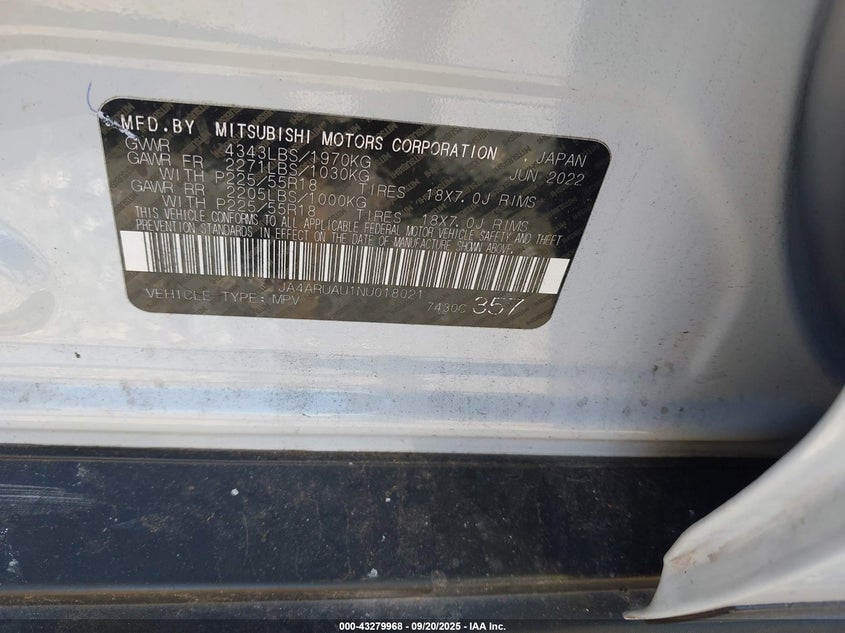 MFD.BY MITSUBISHI MOTORS CORPORATION , JAPAN
GVWR 4343LBS/1970KG JUN 2022
GAWR FR 2271LBS/1030KG
WITH P225/55R18 TIRES 18X7.0J RIMS
GAWR RR 2205LBS/1000KG
WITH P225/55R18 TIRES 18X7.0J RIMS
THIS VEHICLE CONFORMS TO ALL APPLICABLE FEDERAL MOTOR VEHICLE SAFETY AND THEFT
PREVENTION STANDARDS IN EFFECT ON THE DATE OF MANUFACTURE SHOWN ABOVE.
JA4ARUAU1NU018021
VEHICLE TYPE:MPV 7430C 357
000-43279968 - 09/20/2025 - IAA Inc.